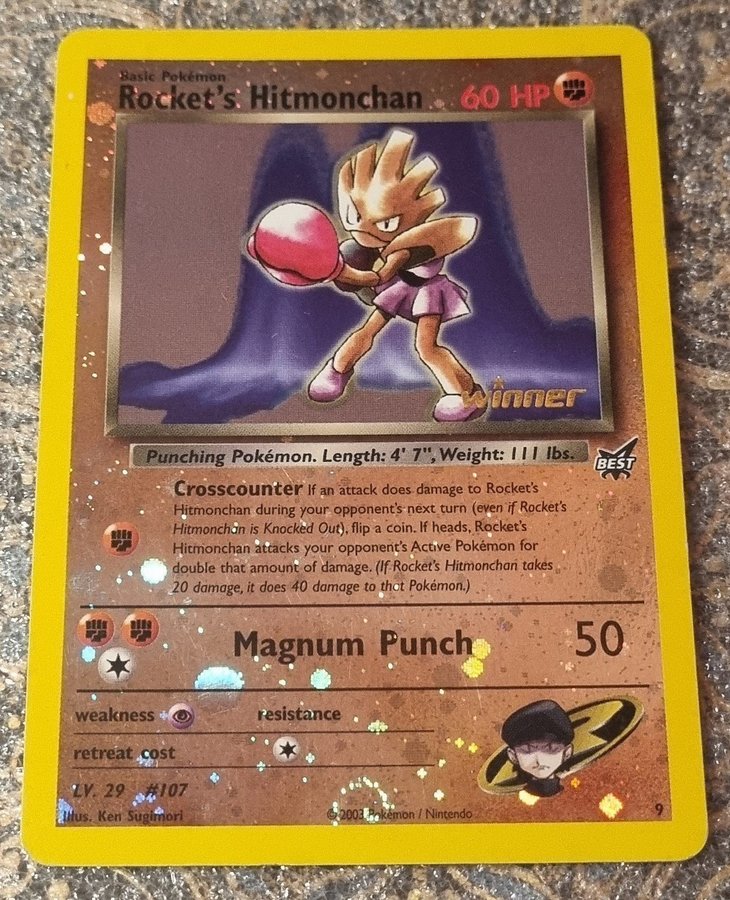 Basic Pokémon
Rocket's Hitmonchan 60 HP
winner
Punching Pokémon. Length: 4' 7", Weight: 111 lbs.
BEST
Crosscounter If an attack does damage to Rocket's
Hitmonchan during your opponent's next turn (even if Rocket's
Hitmonchan is Knocked Out), flip a coin. If heads, Rocket's
Hitmonchan attacks your opponent's Active Pokémon for
double that amount of damage. (If Rocket's Hitmonchan takes
20 damage, it does 40 damage to that Pokémon.)
Magnum Punch 50
weakness resistance
retreat cost
LV. 29 #107
Illus. Ken Sugimori ©2003 Pokémon / Nintendo 9